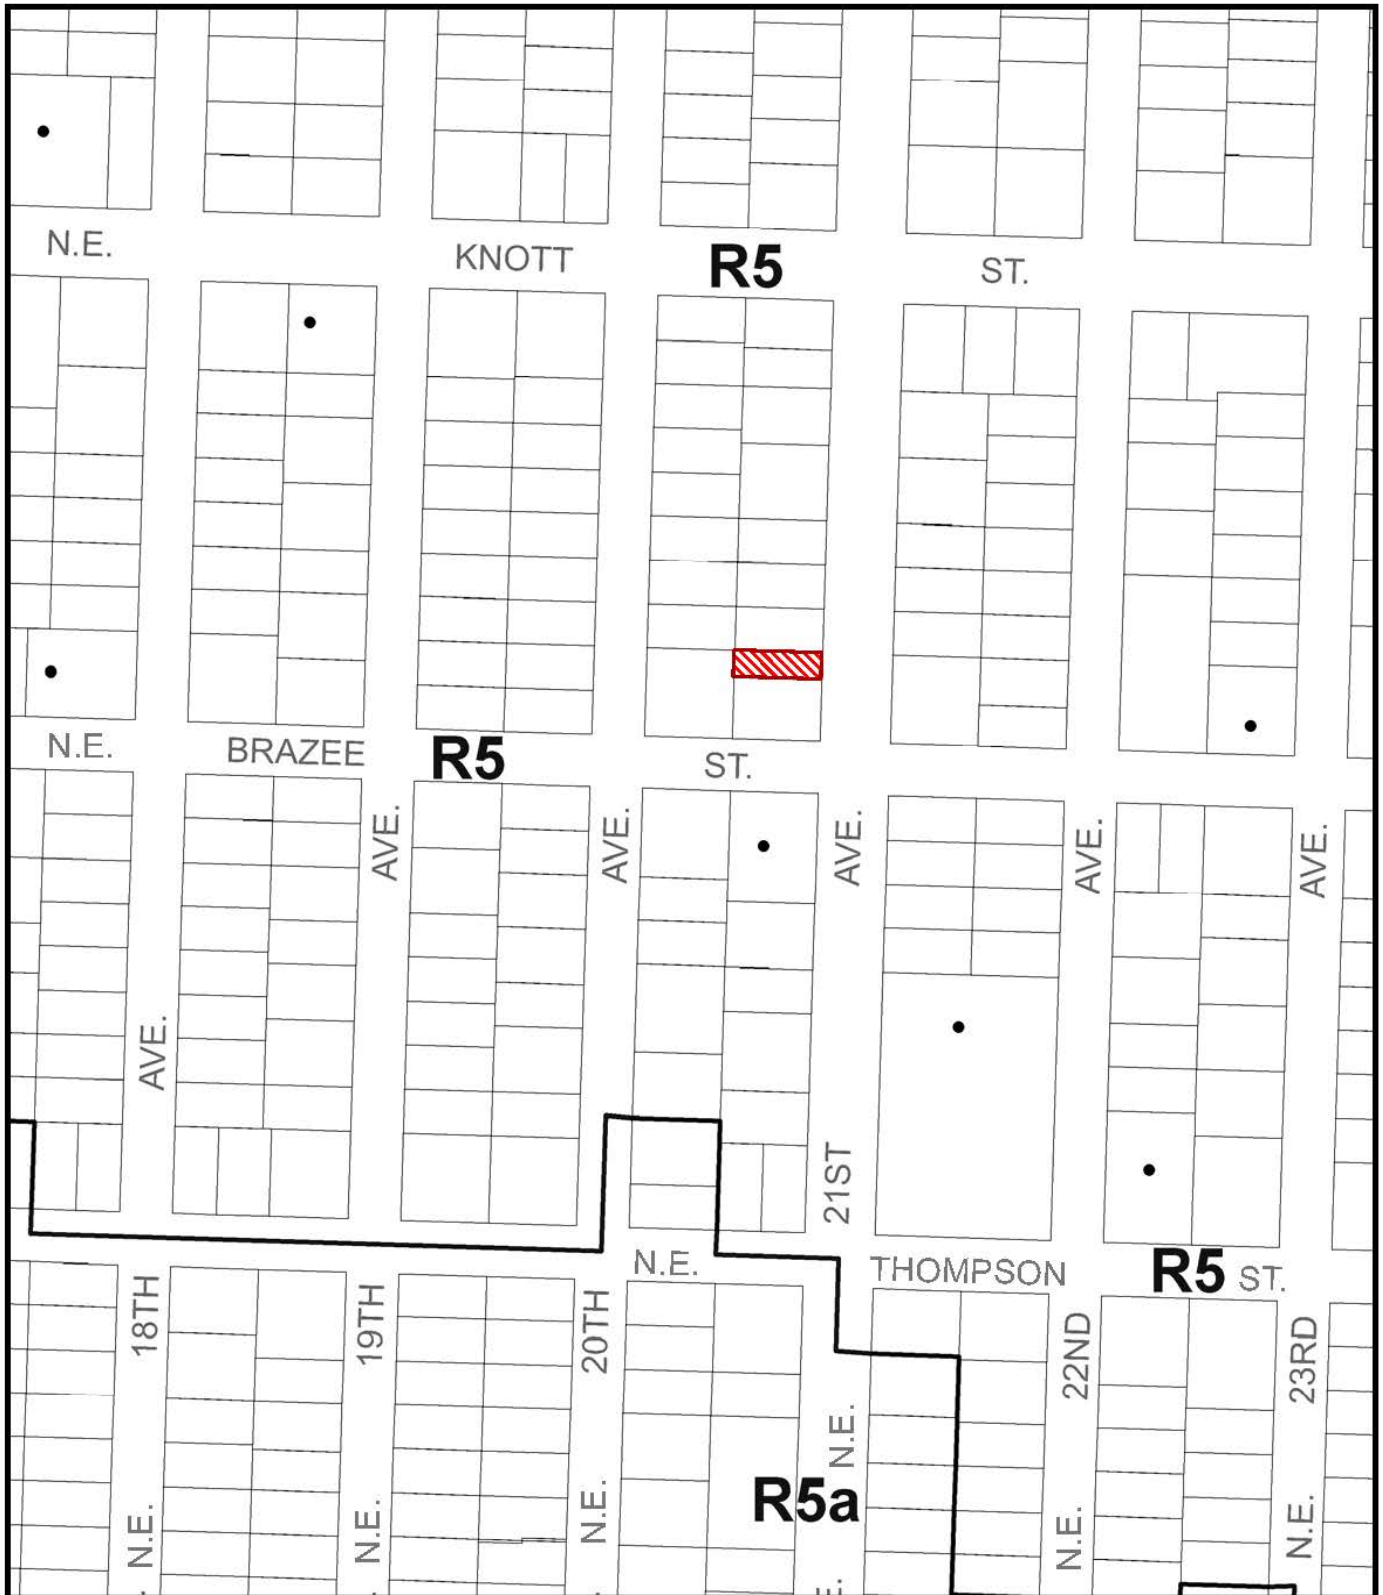 N.E. KNOTT R5 ST.
N.E. BRAZEE R5 ST.
AVE.
AVE.
AVE.
AVE.
AVE.
AVE.
21ST
N.E. THOMPSON R5 ST.
18TH
19TH
20TH
22ND
23RD
N.E.
R5a
N.E.
N.E.
N.E.
N.E.
N.E.